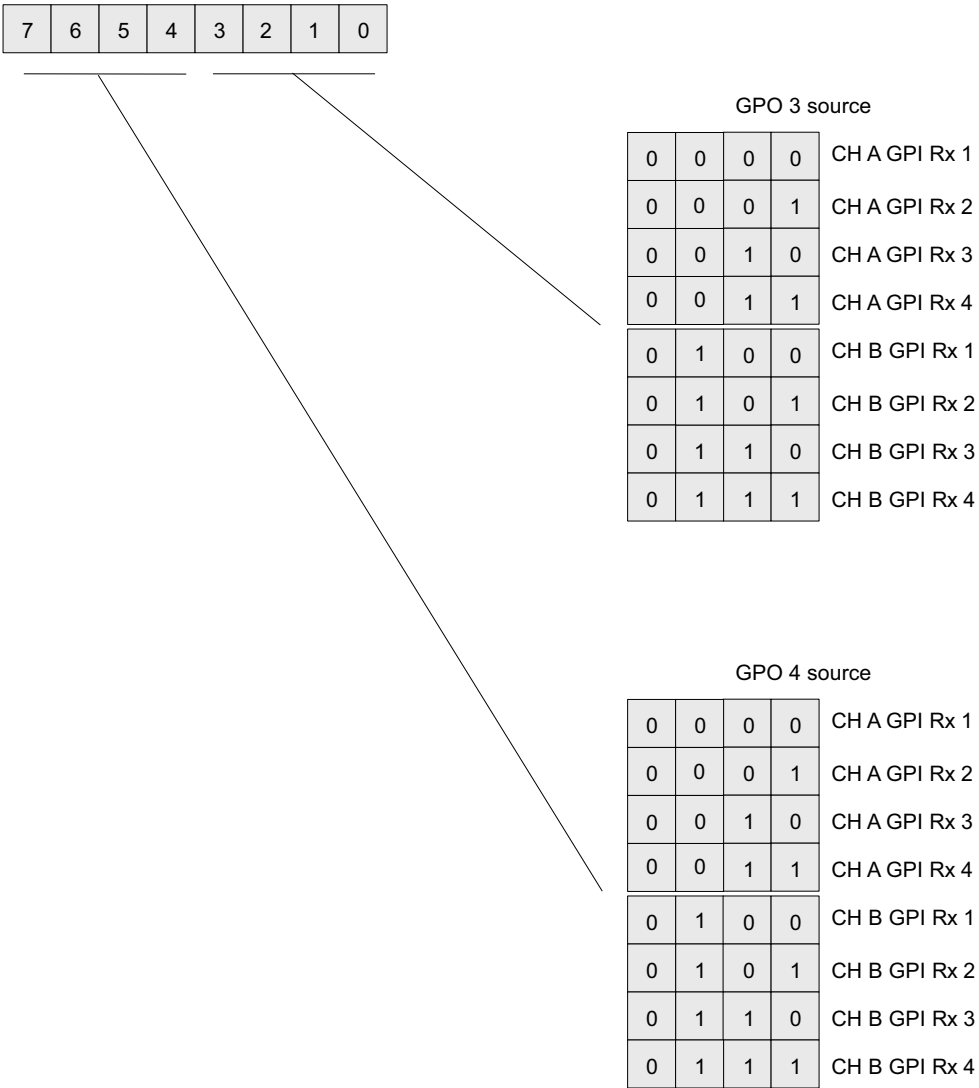 7 6 5 4 3 2 1 0
GPO 3 source
0 0 0 0 CH A GPI Rx 1
0 0 0 1 CH A GPI Rx 2
0 0 1 0 CH A GPI Rx 3
0 0 1 1 CH A GPI Rx 4
0 1 0 0 CH B GPI Rx 1
0 1 0 1 CH B GPI Rx 2
0 1 1 0 CH B GPI Rx 3
0 1 1 1 CH B GPI Rx 4
GPO 4 source
0 0 0 0 CH A GPI Rx 1
0 0 0 1 CH A GPI Rx 2
0 0 1 0 CH A GPI Rx 3
0 0 1 1 CH A GPI Rx 4
0 1 0 0 CH B GPI Rx 1
0 1 0 1 CH B GPI Rx 2
0 1 1 0 CH B GPI Rx 3
0 1 1 1 CH B GPI Rx 4